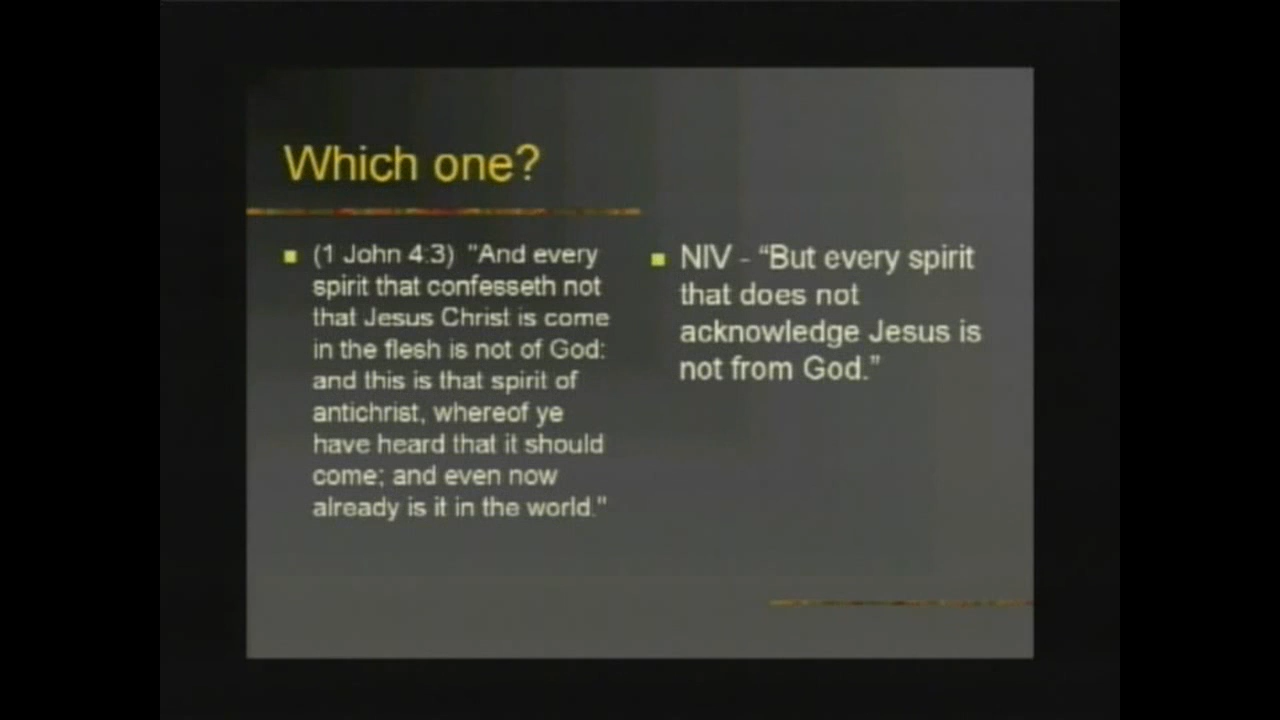 Which one?
(1 John 4:3) "And every
spirit that confesseth not
that Jesus Christ is come
in the flesh is not of God:
and this is that spirit of
antichrist, whereof ye
have heard that it should
come; and even now
already is it in the world."
NIV - “But every spirit
that does not
acknowledge Jesus is
not from God.”